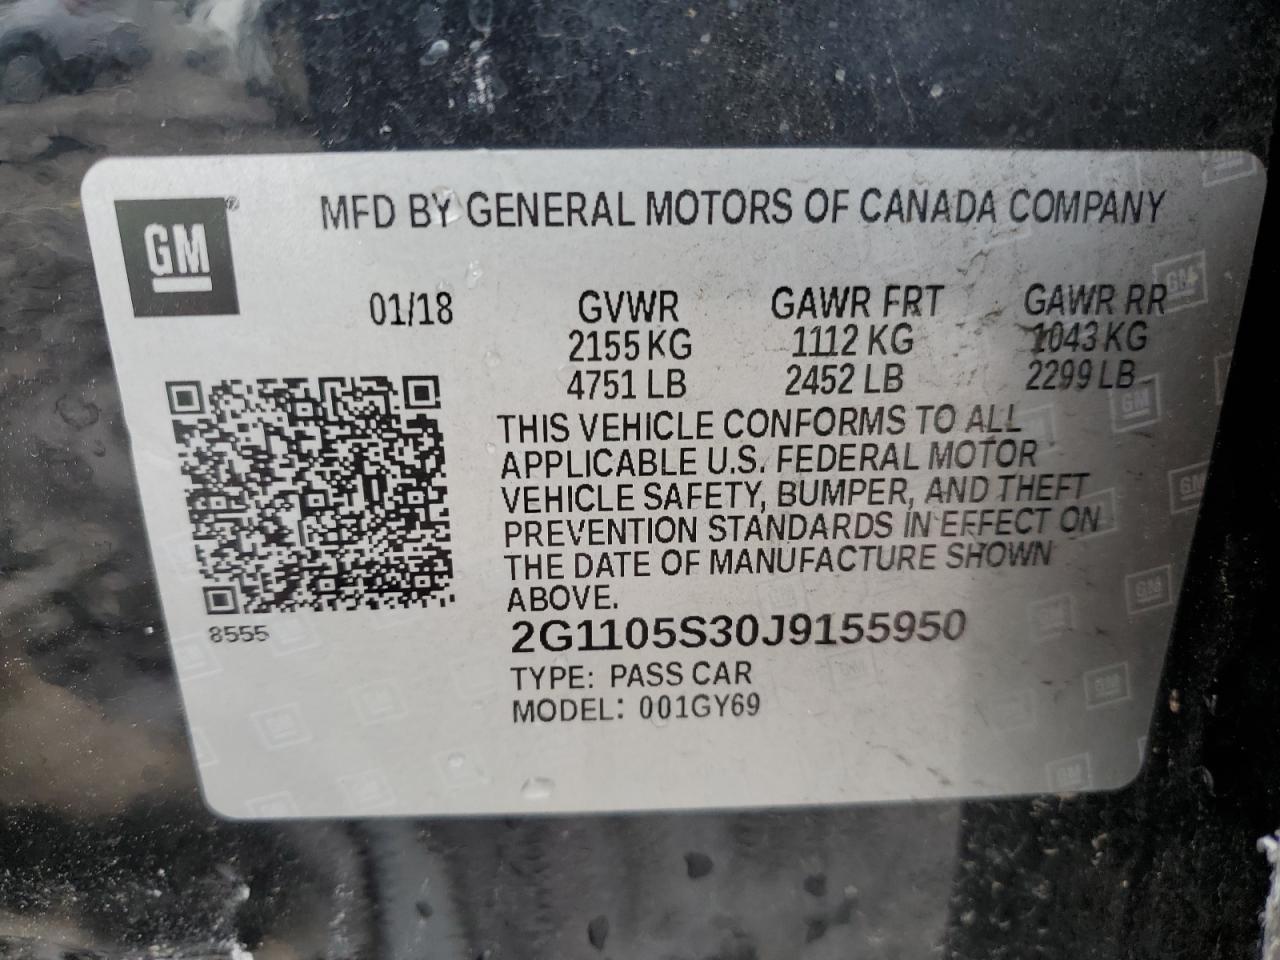 GM®
MFD BY GENERAL MOTORS OF CANADA COMPANY
01/18 GVWR GAWR FRT GAWR RR
2155 KG 1112 KG 1043 KG
4751 LB 2452 LB 2299 LB
THIS VEHICLE CONFORMS TO ALL
APPLICABLE U.S. FEDERAL MOTOR
VEHICLE SAFETY, BUMPER, AND THEFT
PREVENTION STANDARDS IN EFFECT ON
THE DATE OF MANUFACTURE SHOWN
ABOVE.
8555
2G1105S30J9155950
TYPE: PASS CAR
MODEL: 001GY69